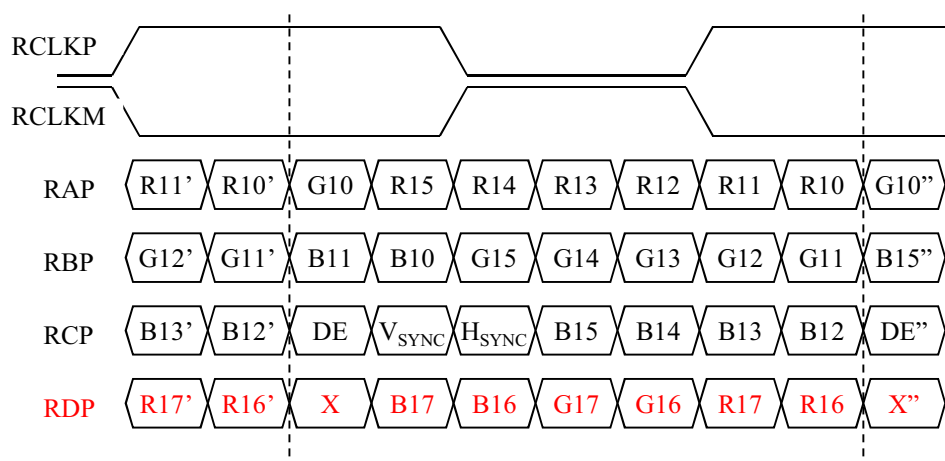 RCLKP
RCLKM
RAP R11’ R10’ G10 R15 R14 R13 R12 R11 R10 G10”
RBP G12’ G11’ B11 B10 G15 G14 G13 G12 G11 B15”
RCP B13’ B12’ DE VSYNC HSYNC B15 B14 B13 B12 DE”
RDP R17’ R16’ X B17 B16 G17 G16 R17 R16 X”